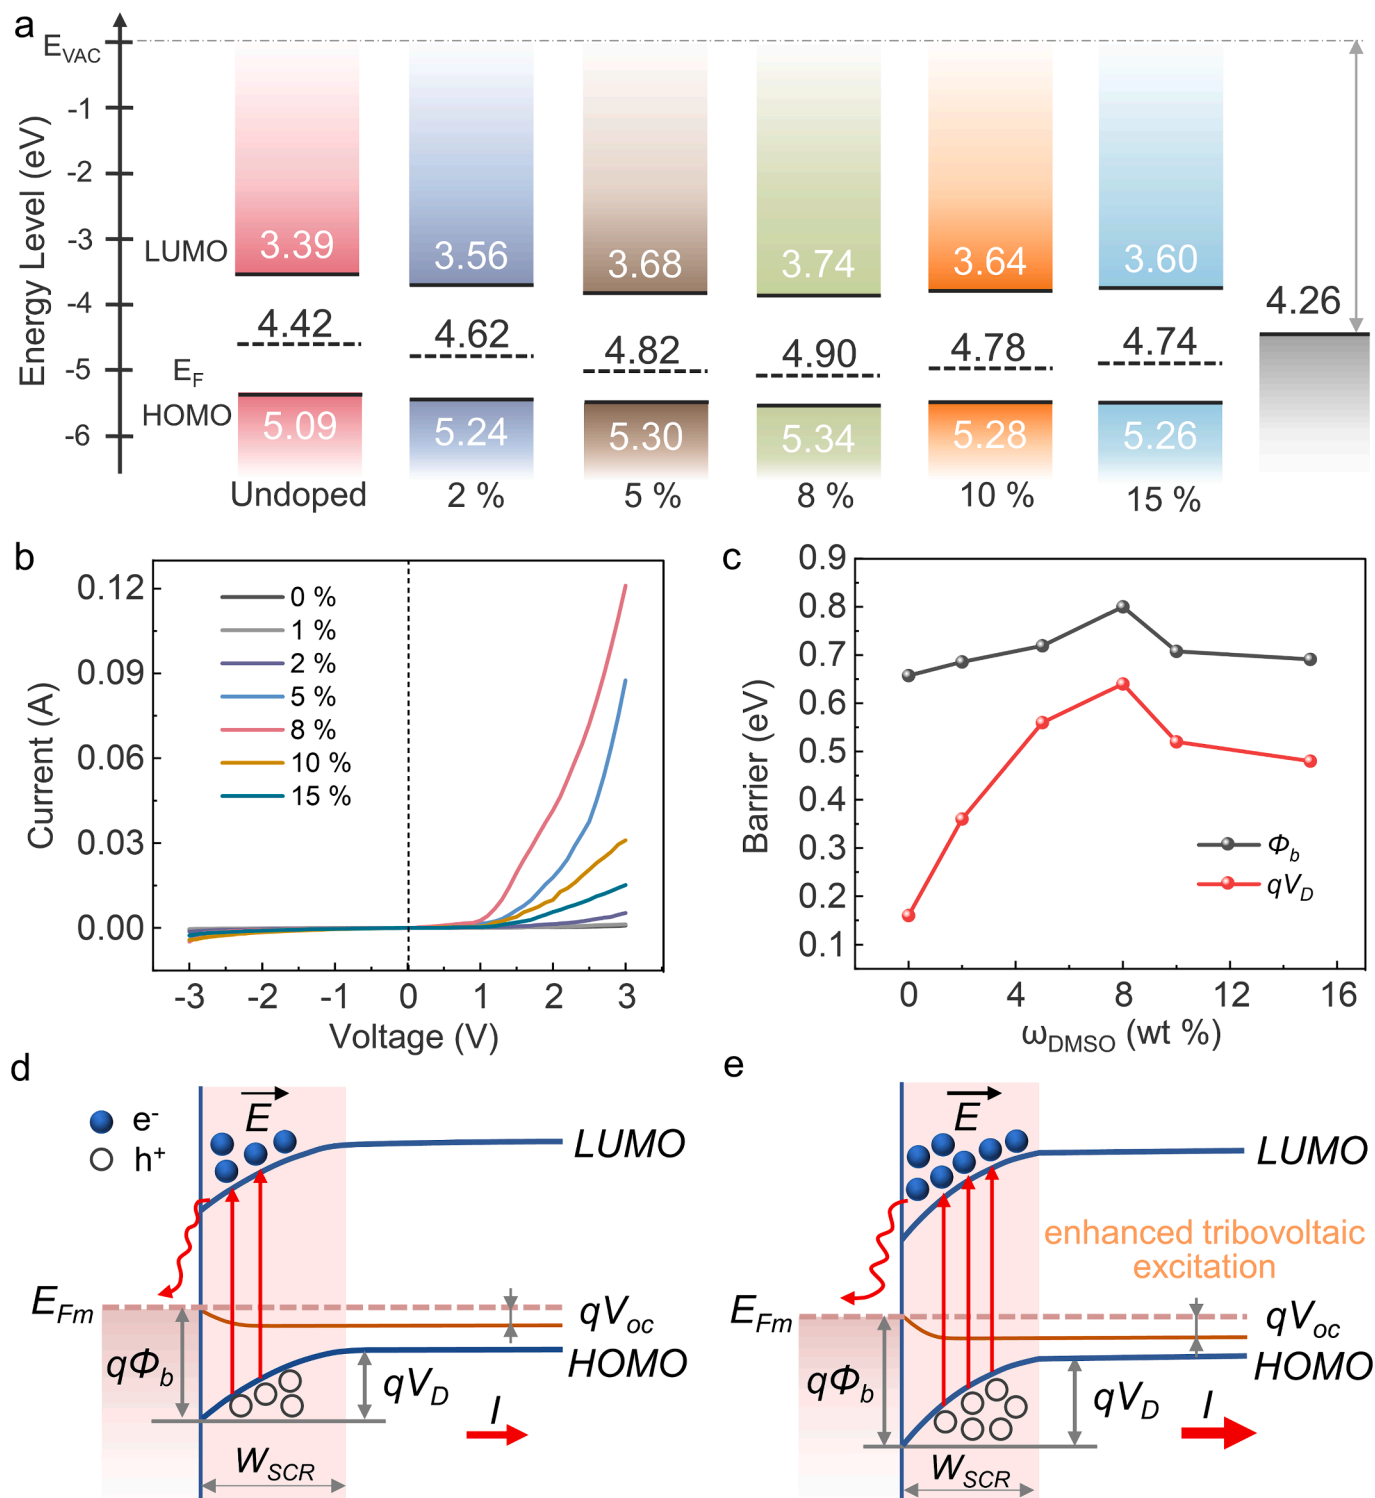 a
E_VAC
-1
-2
-3
-4
-5
-6
Energy Level (eV)
LUMO
E_F
HOMO
3.39 3.56 3.68 3.74 3.64 3.60
4.42 4.62 4.82 4.90 4.78 4.74 4.26
5.09 5.24 5.30 5.34 5.28 5.26
Undoped 2 % 5 % 8 % 10 % 15 %
b
0.12
0.09
0.06
0.03
0.00
Current (A)
0 %
1 %
2 %
5 %
8 %
10 %
15 %
-3 -2 -1 0 1 2 3
Voltage (V)
c
0.9
0.8
0.7
0.6
0.5
0.4
0.3
0.2
0.1
Barrier (eV)
Φ_b
qV_D
0 4 8 12 16
ω_DMSO (wt %)
d
e⁻
h⁺
E
LUMO
E_Fm
qV_oc
HOMO
qΦ_b
qV_D
I
W_SCR
e
E
LUMO
enhanced tribovoltaic
excitation
E_Fm
qV_oc
HOMO
qΦ_b
qV_D
I
W_SCR